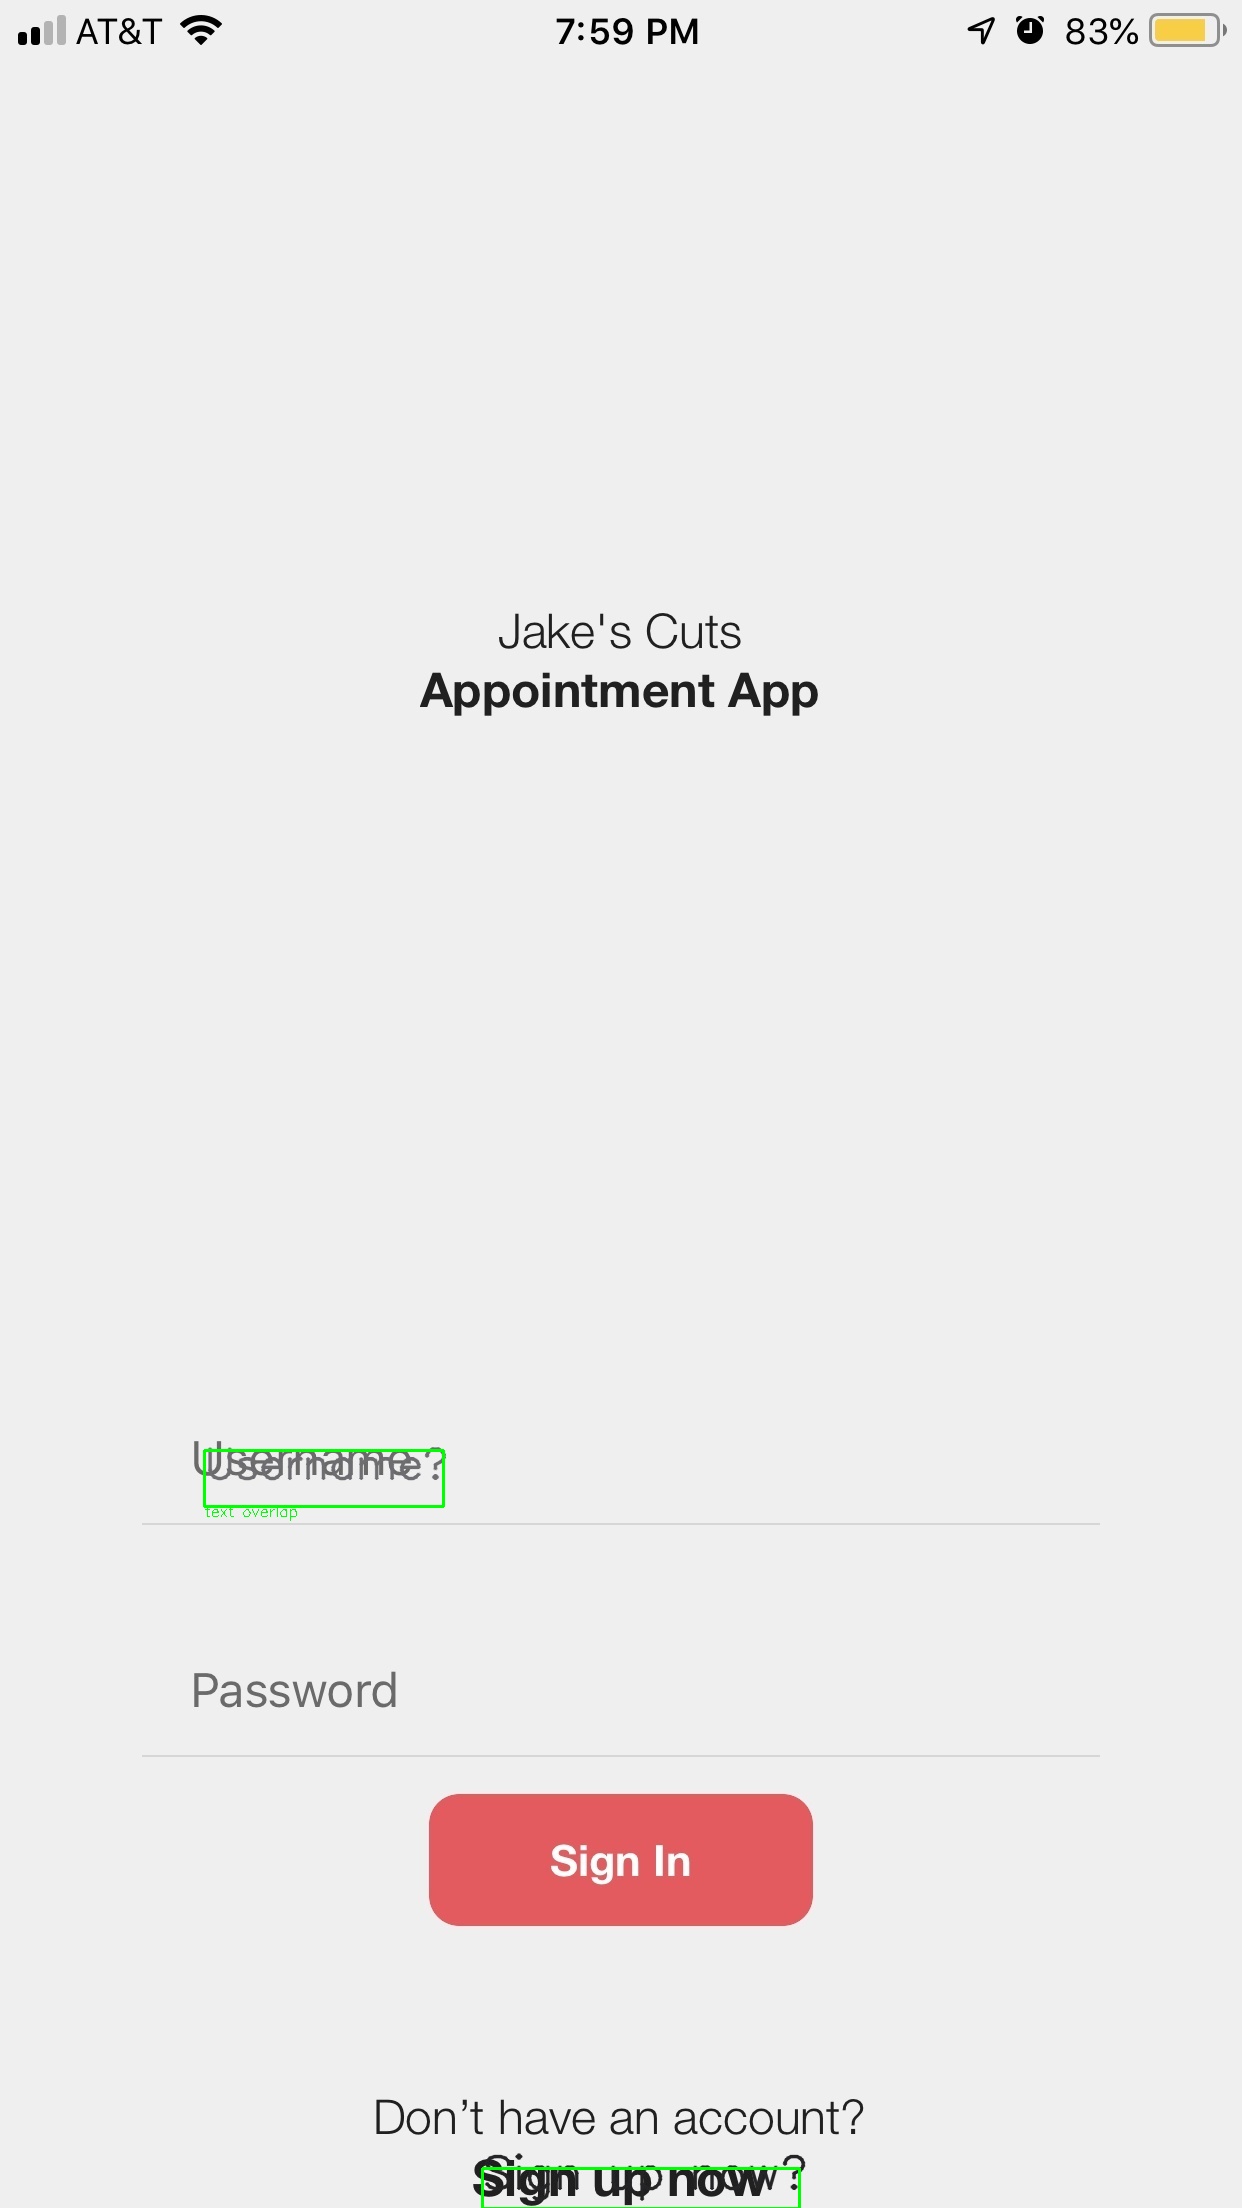 AT&T 7:59 PM 83%
Jake's Cuts
Appointment App
Username
Username?
text overlap
Password
Sign In
Don’t have an account?
Sign up now
Sign up now?